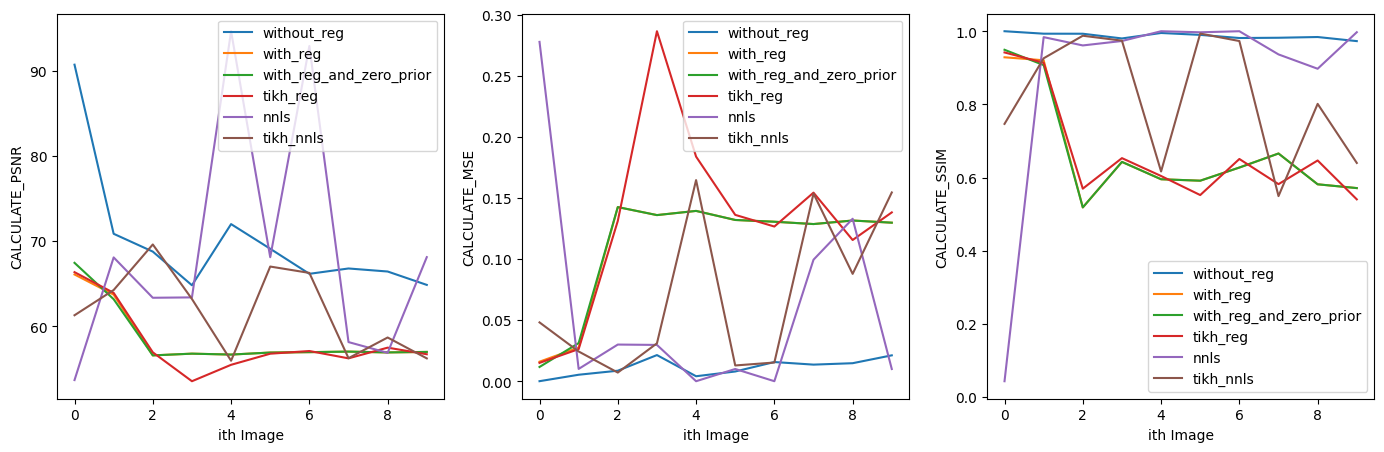 CALCULATE_PSNR
90
80
70
60
0
2
4
6
8
ith Image
without_reg
with_reg
with_reg_and_zero_prior
tikh_reg
nnls
tikh_nnls
CALCULATE_MSE
0.30
0.25
0.20
0.15
0.10
0.05
0.00
0
2
4
6
8
ith Image
without_reg
with_reg
with_reg_and_zero_prior
tikh_reg
nnls
tikh_nnls
CALCULATE_SSIM
1.0
0.8
0.6
0.4
0.2
0.0
0
2
4
6
8
ith Image
without_reg
with_reg
with_reg_and_zero_prior
tikh_reg
nnls
tikh_nnls